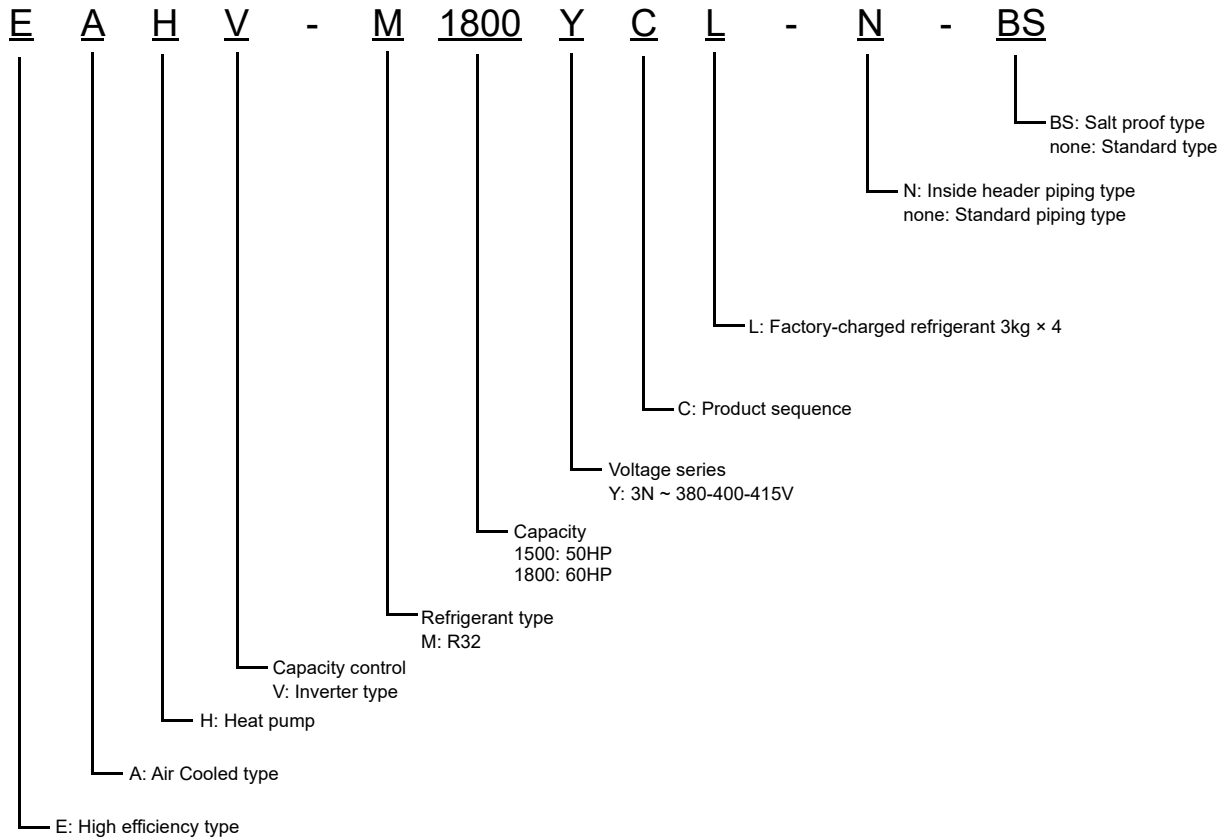 E A H V - M 1800 Y C L - N - BS
BS: Salt proof type
none: Standard type
N: Inside header piping type
none: Standard piping type
L: Factory-charged refrigerant 3kg × 4
C: Product sequence
Voltage series
Y: 3N ~ 380-400-415V
Capacity
1500: 50HP
1800: 60HP
Refrigerant type
M: R32
Capacity control
V: Inverter type
H: Heat pump
A: Air Cooled type
E: High efficiency type